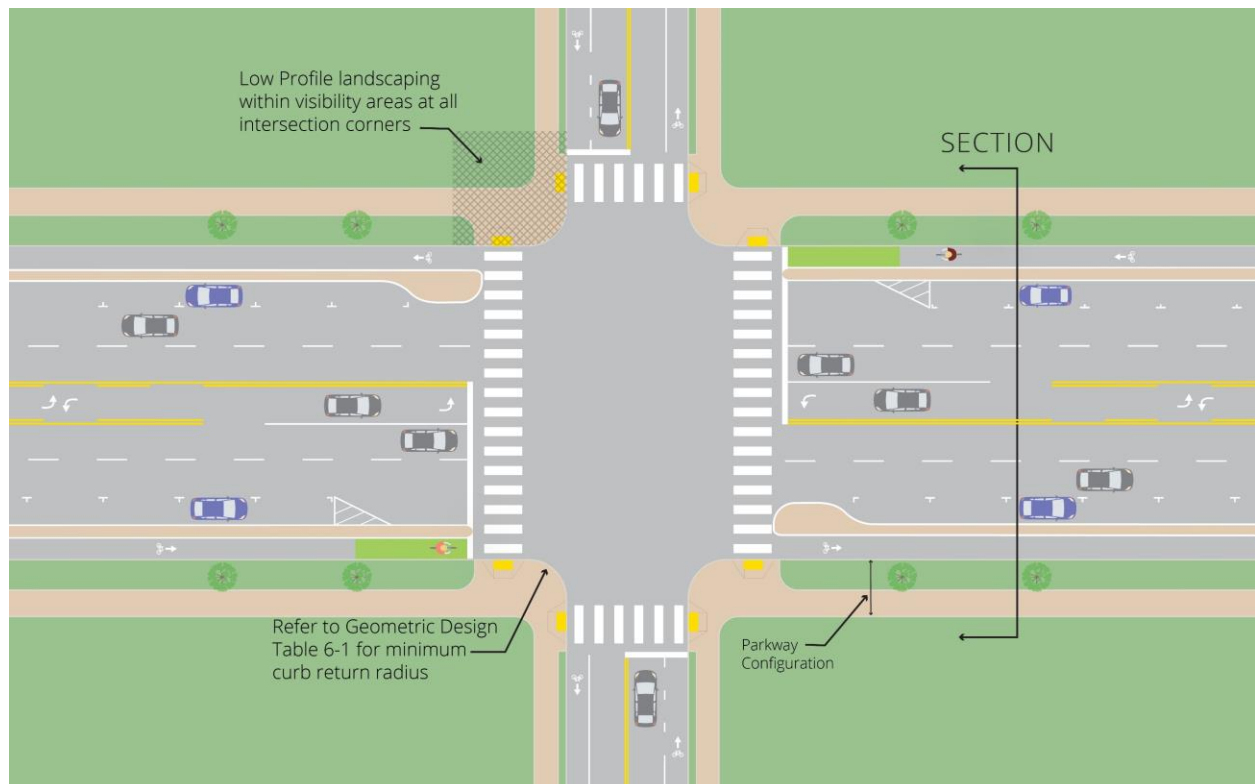 Low Profile landscaping
within visibility areas at all
intersection corners
SECTION
Refer to Geometric Design
Table 6-1 for minimum
curb return radius
Parkway
Configuration